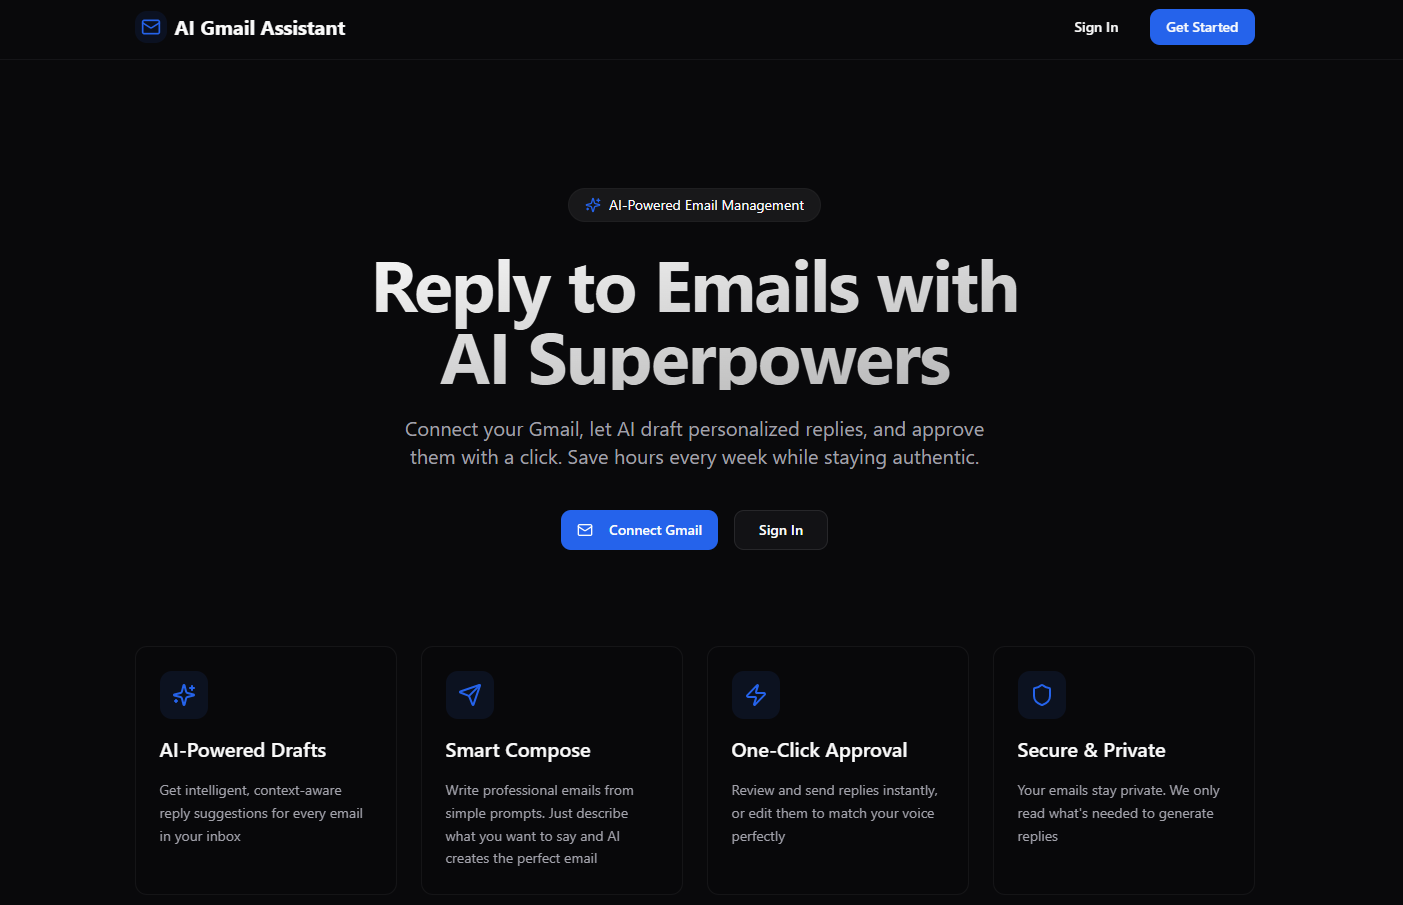 AI Gmail Assistant
Sign In
Get Started
AI-Powered Email Management
Reply to Emails with
AI Superpowers
Connect your Gmail, let AI draft personalized replies, and approve
them with a click. Save hours every week while staying authentic.
Connect Gmail
Sign In
AI-Powered Drafts
Get intelligent, context-aware
reply suggestions for every email
in your inbox
Smart Compose
Write professional emails from
simple prompts. Just describe
what you want to say and AI
creates the perfect email
One-Click Approval
Review and send replies instantly,
or edit them to match your voice
perfectly
Secure & Private
Your emails stay private. We only
read what's needed to generate
replies